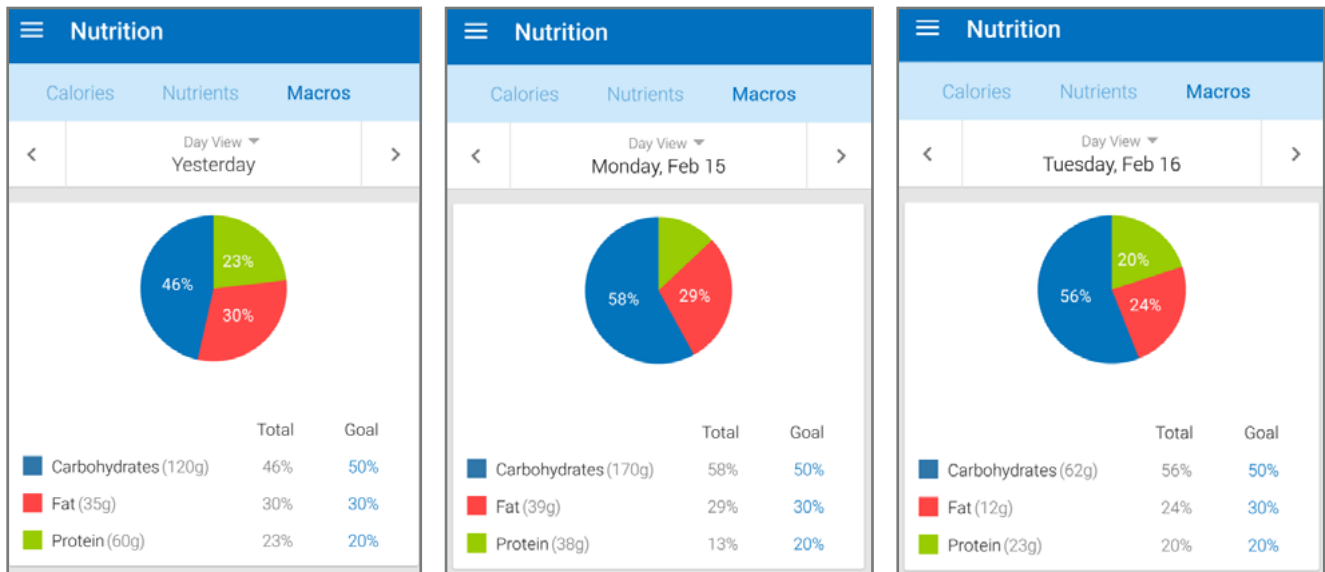 Nutrition
Calories Nutrients Macros
Day View
Yesterday
23%
46%
30%
Total Goal
Carbohydrates (120g) 46% 50%
Fat (35g) 30% 30%
Protein (60g) 23% 20%
Nutrition
Calories Nutrients Macros
Day View
Monday, Feb 15
58% 29%
Total Goal
Carbohydrates (170g) 58% 50%
Fat (39g) 29% 30%
Protein (38g) 13% 20%
Nutrition
Calories Nutrients Macros
Day View
Tuesday, Feb 16
20%
56% 24%
Total Goal
Carbohydrates (62g) 56% 50%
Fat (12g) 24% 30%
Protein (23g) 20% 20%